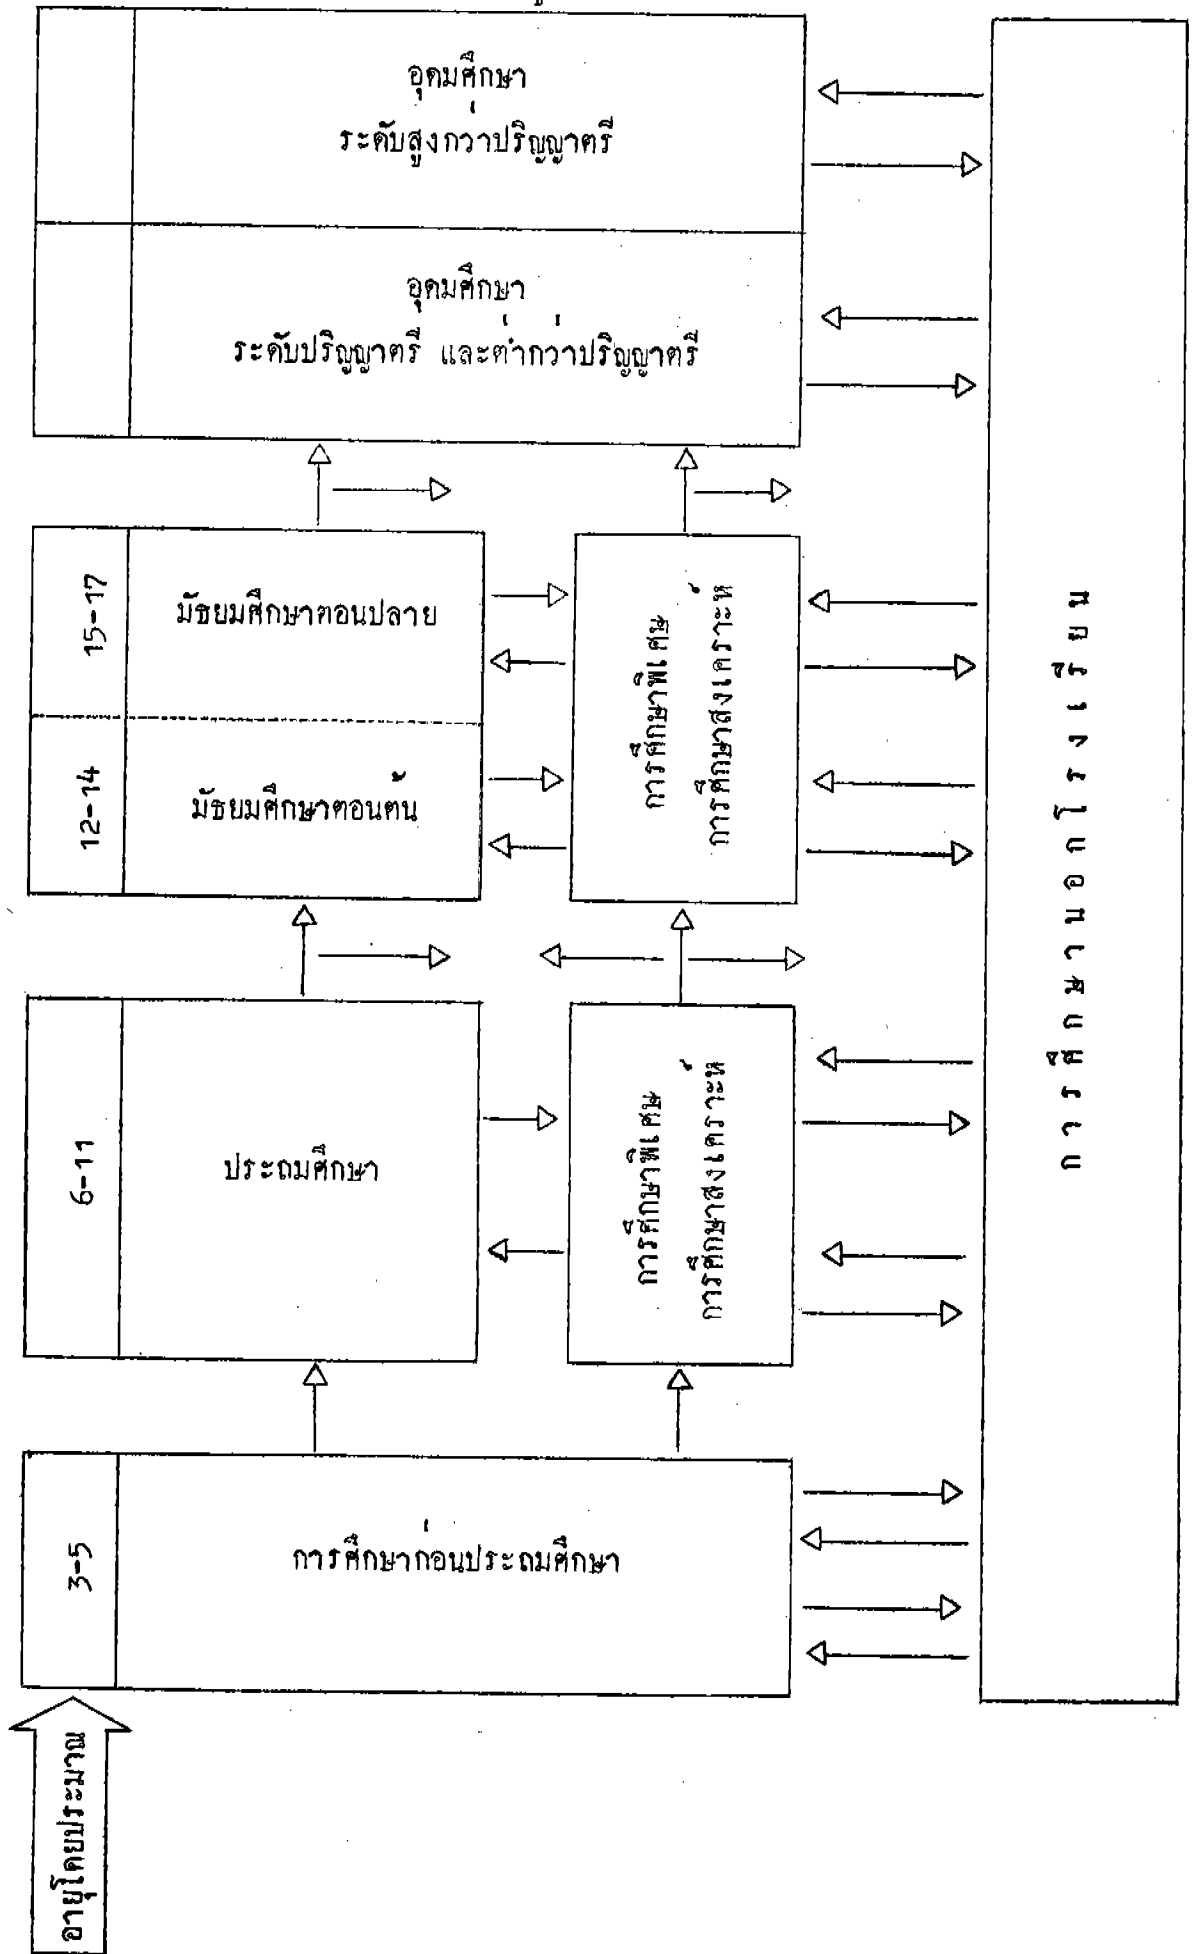 อุดมศึกษา
ระดับสูงกว่าปริญญาตรี
อุดมศึกษา
ระดับปริญญาตรี และต่ำกว่าปริญญาตรี
15-17
มัธยมศึกษาตอนปลาย
12-14
มัธยมศึกษาตอนต้น
การศึกษาพิเศษ
การศึกษาสงเคราะห์
6-11
ประถมศึกษา
การศึกษาพิเศษ
การศึกษาสงเคราะห์
3-5
การศึกษาก่อนประถมศึกษา
อายุโดยประมาณ
การศึกษานอกโรงเรียน